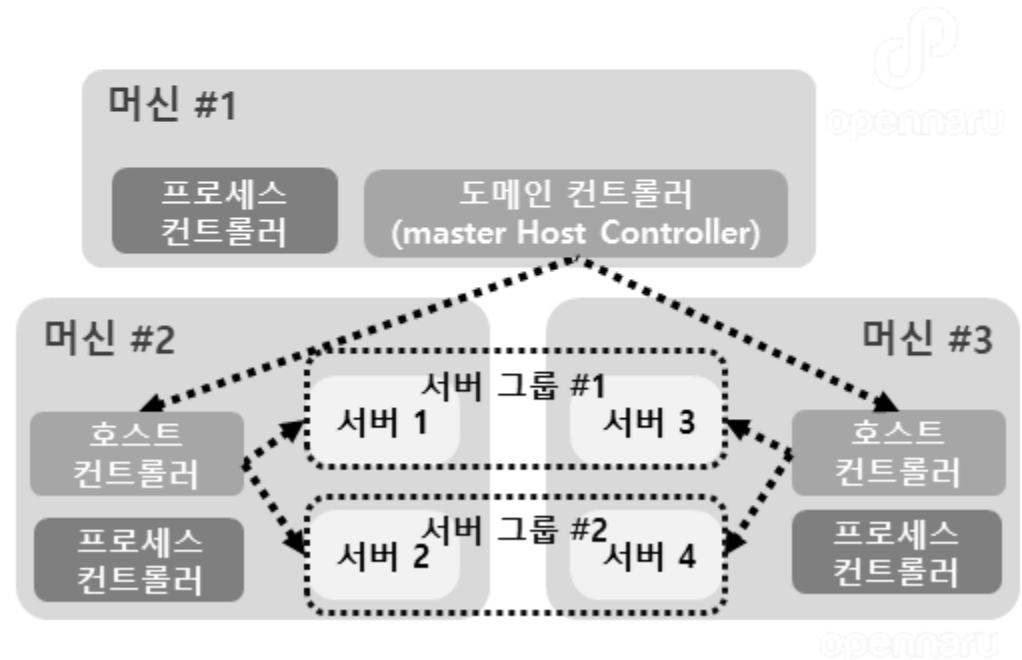 opennaru
머신 #1
프로세스
컨트롤러
도메인 컨트롤러
(master Host Controller)
머신 #2
머신 #3
서버 그룹 #1
서버 1
서버 3
호스트
컨트롤러
호스트
컨트롤러
서버 그룹 #2
서버 2
서버 4
프로세스
컨트롤러
프로세스
컨트롤러
opennaru